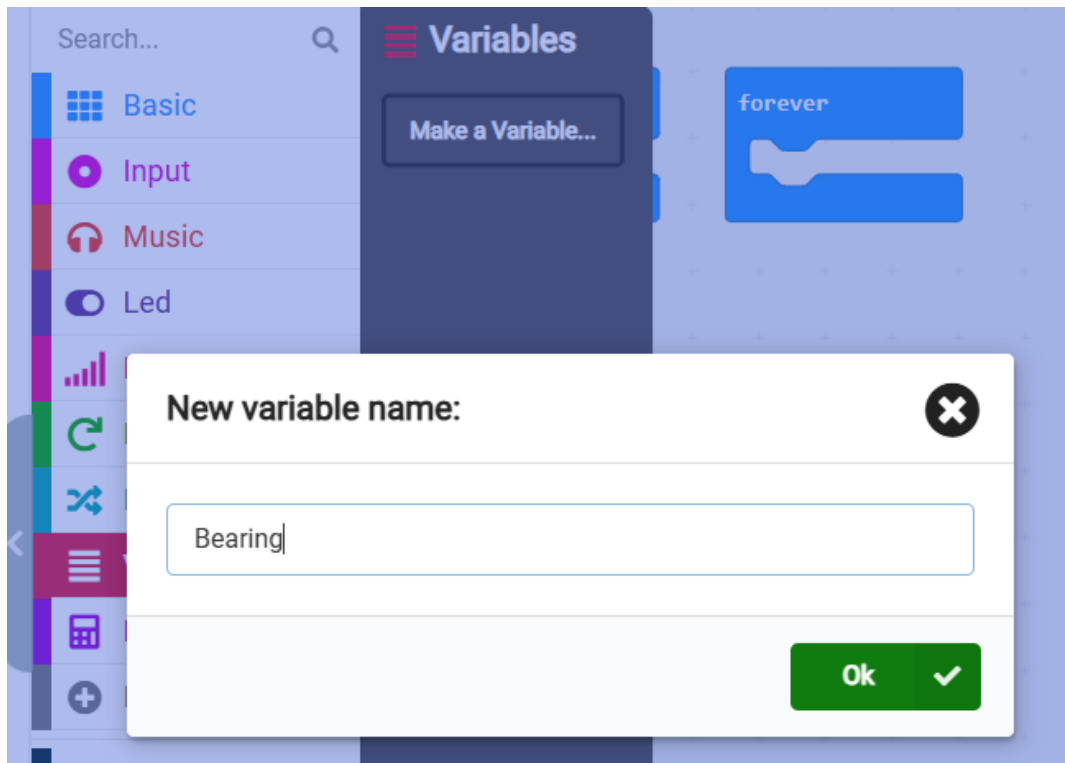 Search...
Variables
Basic
forever
Make a Variable...
Input
Music
Led
New variable name:
Bearing
Ok